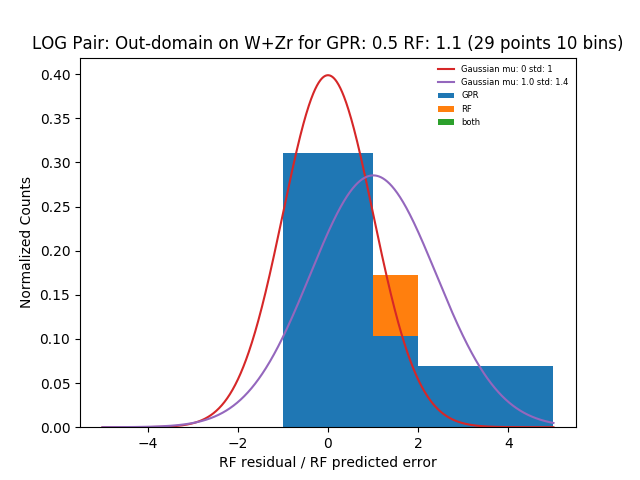 LOG Pair: Out-domain on W+Zr for GPR: 0.5 RF: 1.1 (29 points 10 bins)
Gaussian mu: 0 std: 1
Gaussian mu: 1.0 std: 1.4
GPR
RF
both
Normalized Counts
0.40
0.35
0.30
0.25
0.20
0.15
0.10
0.05
0.00
−4 −2 0 2 4
RF residual / RF predicted error